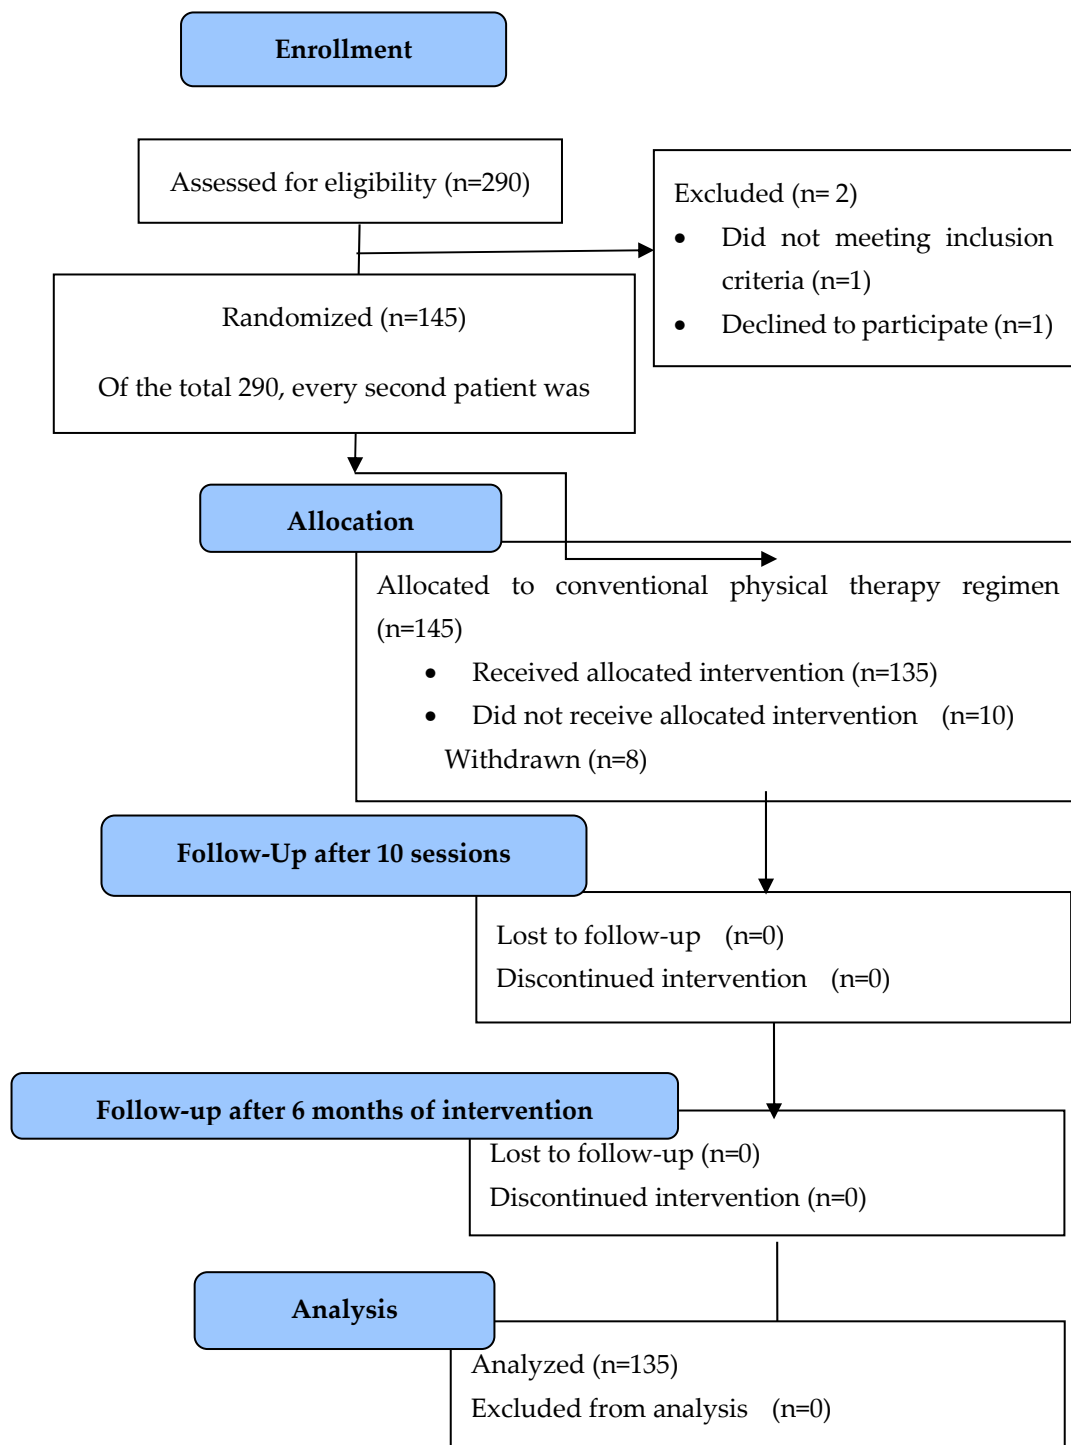 Enrollment
Assessed for eligibility (n=290)
Excluded (n= 2)
• Did not meeting inclusion
criteria (n=1)
• Declined to participate (n=1)
Randomized (n=145)
Of the total 290, every second patient was
Allocation
Allocated to conventional physical therapy regimen
(n=145)
• Received allocated intervention (n=135)
• Did not receive allocated intervention (n=10)
Withdrawn (n=8)
Follow-Up after 10 sessions
Lost to follow-up (n=0)
Discontinued intervention (n=0)
Follow-up after 6 months of intervention
Lost to follow-up (n=0)
Discontinued intervention (n=0)
Analysis
Analyzed (n=135)
Excluded from analysis (n=0)